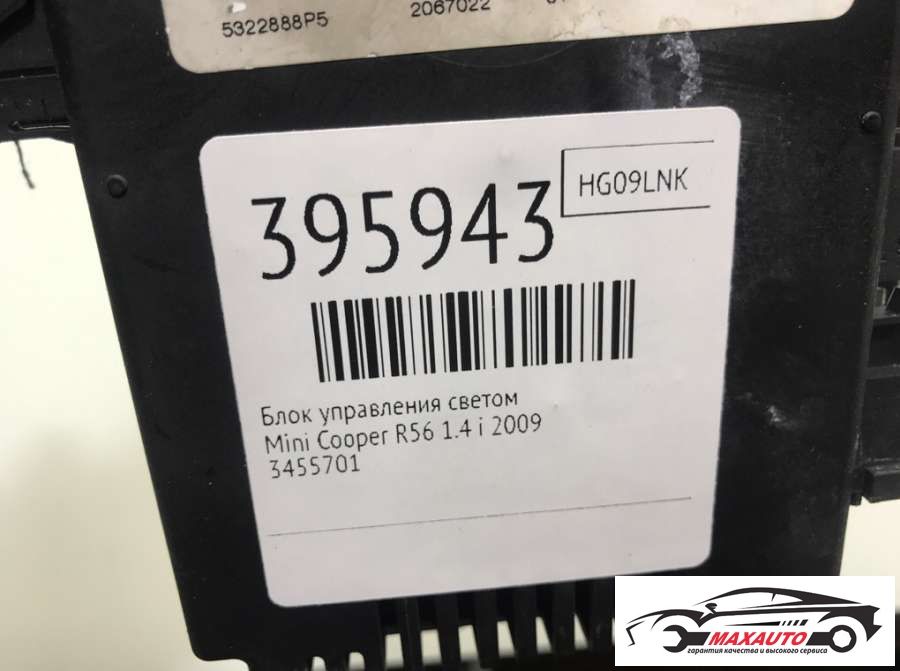 5322888P5 2067022
395943
HG09LNK
Блок управления светом
Mini Cooper R56 1.4 i 2009
3455701
MAXAUTO
гарантия качества и высокого сервиса